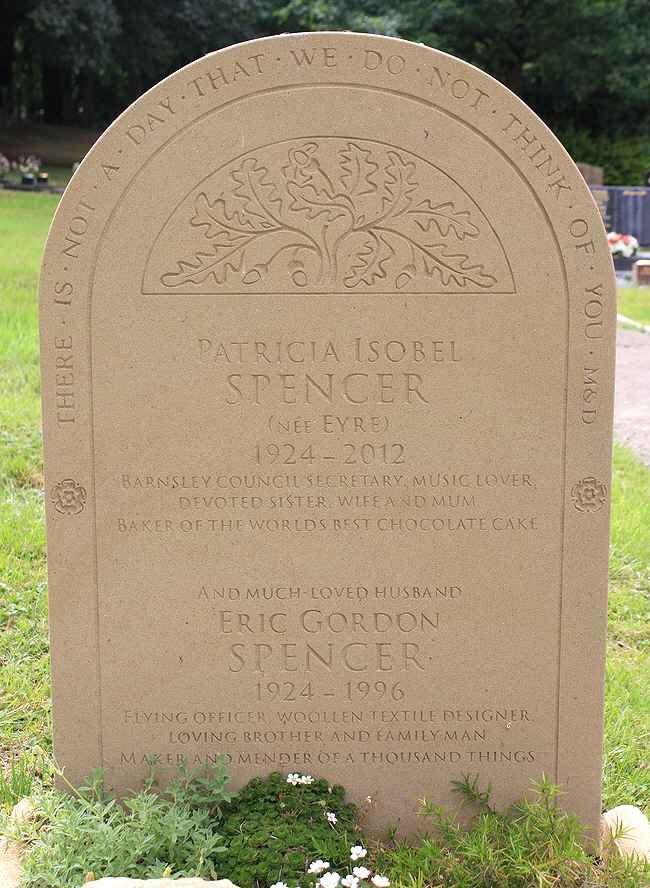 THERE · IS · NOT · A · DAY · THAT · WE · DO · NOT · THINK · OF · YOU · M&D
PATRICIA ISOBEL
SPENCER
(NÉE EYRE)
1924 – 2012
BARNSLEY COUNCIL SECRETARY, MUSIC LOVER,
DEVOTED SISTER, WIFE AND MUM.
BAKER OF THE WORLD'S BEST CHOCOLATE CAKE
AND MUCH-LOVED HUSBAND
ERIC GORDON
SPENCER
1924 – 1996
FLYING OFFICER, WOOLLEN TEXTILE DESIGNER,
LOVING BROTHER AND FAMILY MAN
MAKER AND MENDER OF A THOUSAND THINGS